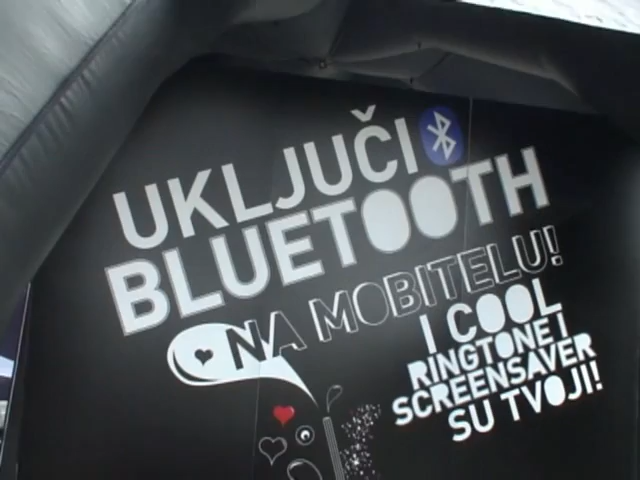 UKLJUČI
BLUETOOTH
NA MOBITELU!
I COOL
RINGTONE I
SCREENSAVER
SU TVOJI!